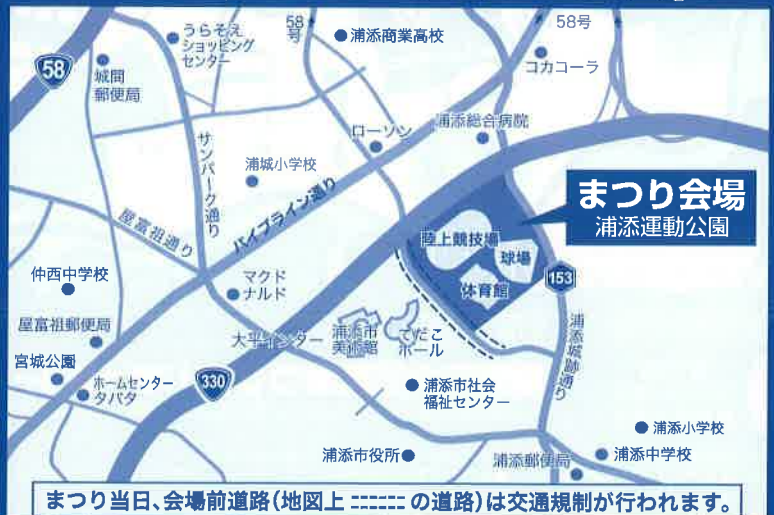 58号
58号
うらそえ
ショッピング
センター
浦添商業高校
58
城間
郵便局
コカコーラ
サンパーク通り
ローソン
浦添総合病院
浦城小学校
パイプライン通り
まつり会場
浦添運動公園
屋富祖通り
陸上競技場
球場
体育館
153
仲西中学校
マクド
ナルド
屋富祖郵便局
大平インター
浦添市
美術館
てだこ
ホール
浦添城跡通り
宮城公園
ホームセンター
タバタ
330
浦添市社会
福祉センター
浦添小学校
浦添市役所
浦添郵便局
浦添中学校
まつり当日、会場前道路(地図上 ====== の道路)は交通規制が行われます。